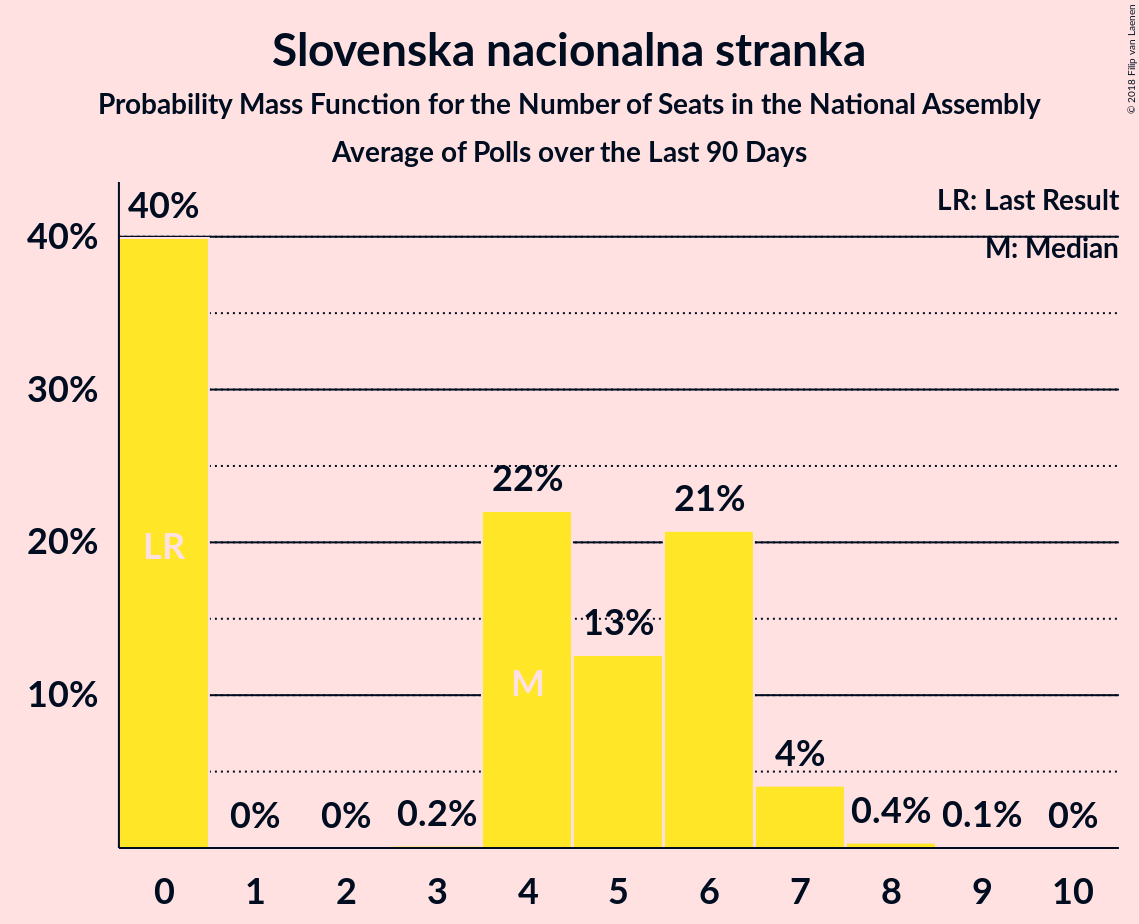 Slovenska nacionalna stranka
Probability Mass Function for the Number of Seats in the National Assembly
Average of Polls over the Last 90 Days
© 2018 Filip van Laenen
LR: Last Result
M: Median
40%
30%
20%
10%
40%
0%
0%
0.2%
22%
13%
21%
4%
0.4%
0.1%
0%
LR
M
0 1 2 3 4 5 6 7 8 9 10